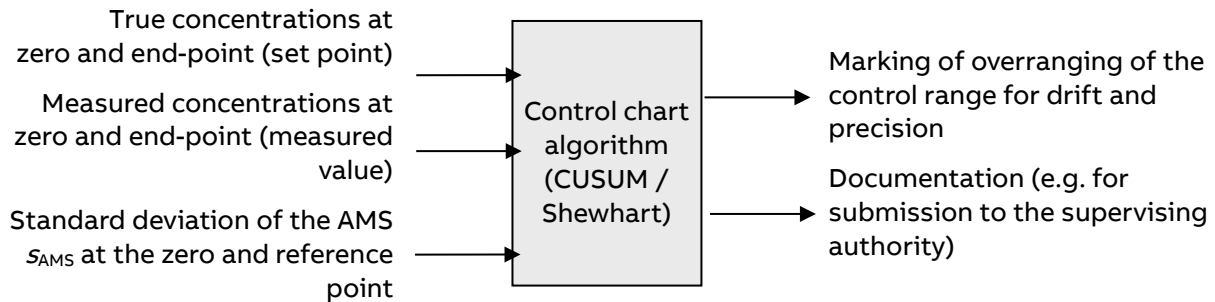 True concentrations at
zero and end-point (set point)
Measured concentrations at
zero and end-point (measured
value)
Standard deviation of the AMS
sAMS at the zero and reference
point
Control chart
algorithm
(CUSUM /
Shewhart)
Marking of overranging of the
control range for drift and
precision
Documentation (e.g. for
submission to the supervising
authority)